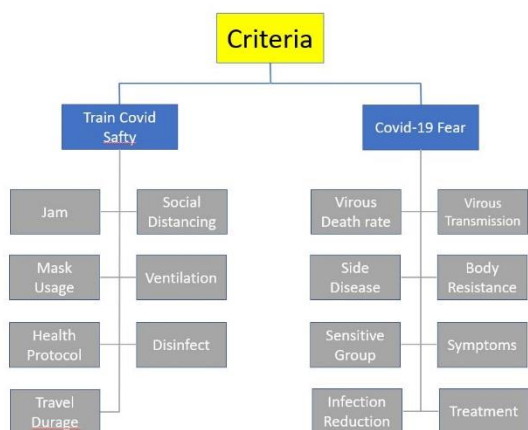 Criteria
Train Covid
Safty
Covid-19 Fear
Jam
Social
Distancing
Mask
Usage
Ventilation
Health
Protocol
Disinfect
Travel
Durage
Virous
Death rate
Virous
Transmission
Side
Disease
Body
Resistance
Sensitive
Group
Symptoms
Infection
Reduction
Treatment